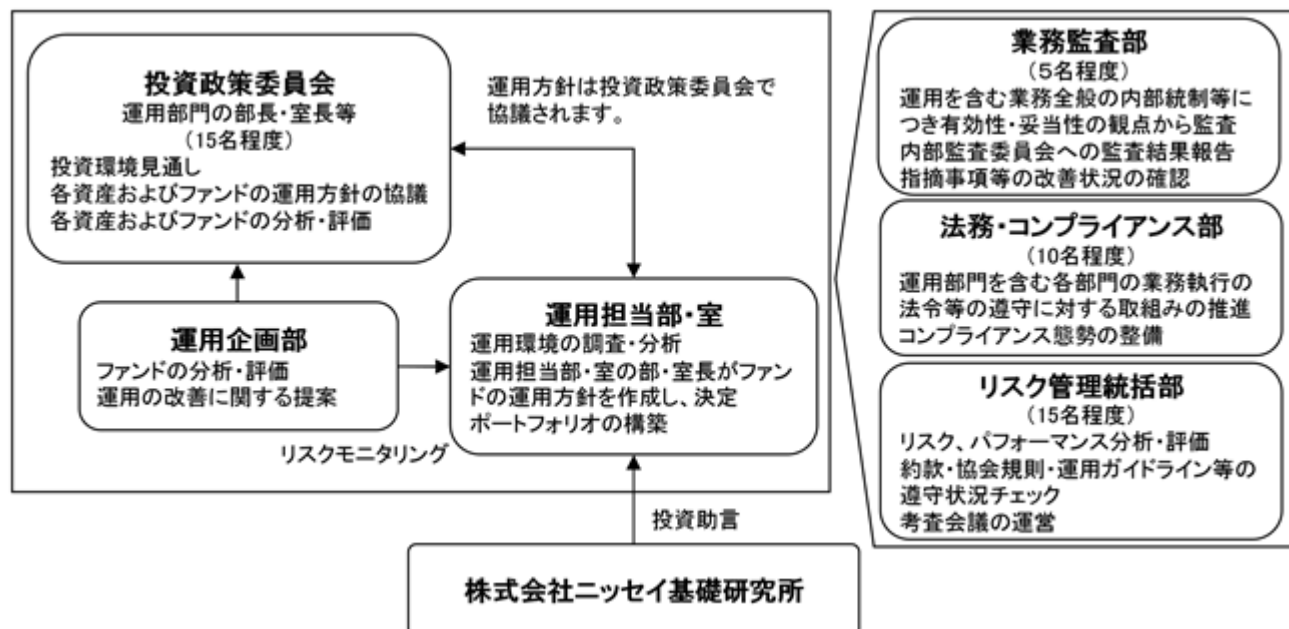 投資政策委員会
運用部門の部長・室長等
(15名程度)
投資環境見通し
各資産およびファンドの運用方針の協議
各資産およびファンドの分析・評価
運用方針は投資政策委員会で
協議されます。
運用企画部
ファンドの分析・評価
運用の改善に関する提案
リスクモニタリング
運用担当部・室
運用環境の調査・分析
運用担当部・室の部・室長がファン
ドの運用方針を作成し、決定
ポートフォリオの構築
投資助言
株式会社ニッセイ基礎研究所
業務監査部
(5名程度)
運用を含む業務全般の内部統制等に
つき有効性・妥当性の観点から監査
内部監査委員会への監査結果報告
指摘事項等の改善状況の確認
法務・コンプライアンス部
(10名程度)
運用部門を含む各部門の業務執行の
法令等の遵守に対する取組みの推進
コンプライアンス態勢の整備
リスク管理統括部
(15名程度)
リスク、パフォーマンス分析・評価
約款・協会規則・運用ガイドライン等の
遵守状況チェック
考査会議の運営